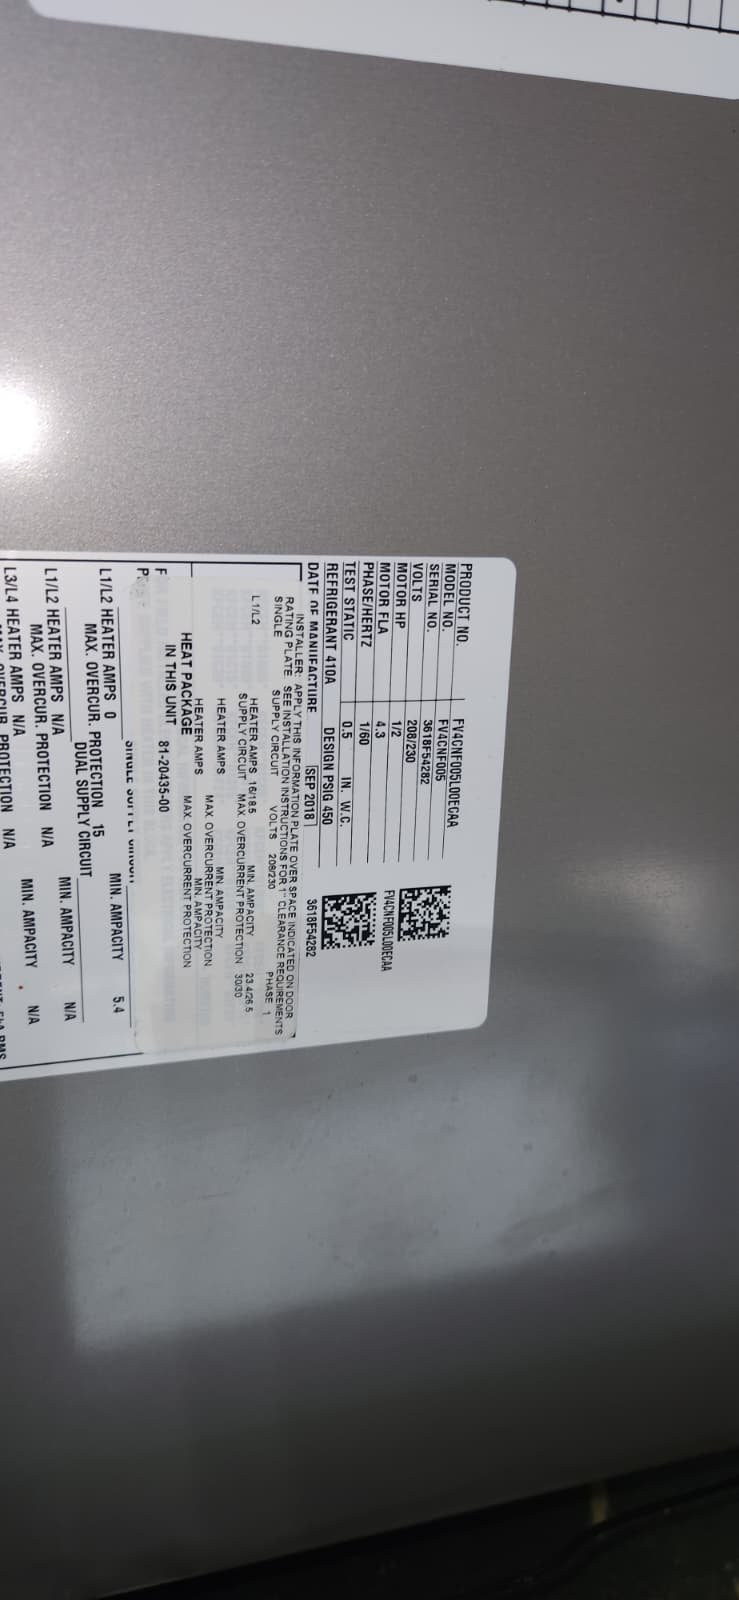 PRODUCT NO. FV4CNF005L00ECAA
MODEL NO. FV4CNF005
SERIAL NO. 3618F54282
VOLTS 208/230
MOTOR HP 1/2
FV4CNF005L00ECAA
MOTOR FLA 4.3
PHASE/HERTZ 1/60
TEST STATIC 0.5 IN. W.C.
REFRIGERANT 410A DESIGN PSIG 450
DATE OF MANUFACTURE SEP 2018 3618F54282
INSTALLER: APPLY THIS INFORMATION PLATE OVER SPACE INDICATED ON DOOR
RATING PLATE. SEE INSTALLATION INSTRUCTIONS FOR 1" CLEARANCE REQUIREMENTS
SINGLE SUPPLY CIRCUIT VOLTS 208/230 PHASE 1
L1/L2 HEATER AMPS 16/18.5 MIN. AMPACITY 23.4/26.5
SUPPLY CIRCUIT MAX. OVERCURRENT PROTECTION 30/30
HEATER AMPS MIN. AMPACITY
MAX. OVERCURRENT PROTECTION
HEATER AMPS MIN. AMPACITY
HEAT PACKAGE MAX. OVERCURRENT PROTECTION
IN THIS UNIT 81-20435-00
SINGLE SUPPLY CIRCUIT
L1/L2 HEATER AMPS 0 MIN. AMPACITY 5.4
MAX. OVERCUR. PROTECTION 15
DUAL SUPPLY CIRCUIT
L1/L2 HEATER AMPS N/A MIN. AMPACITY N/A
MAX. OVERCUR. PROTECTION N/A
L3/L4 HEATER AMPS N/A MIN. AMPACITY N/A
MAX. OVERCUR. PROTECTION N/A